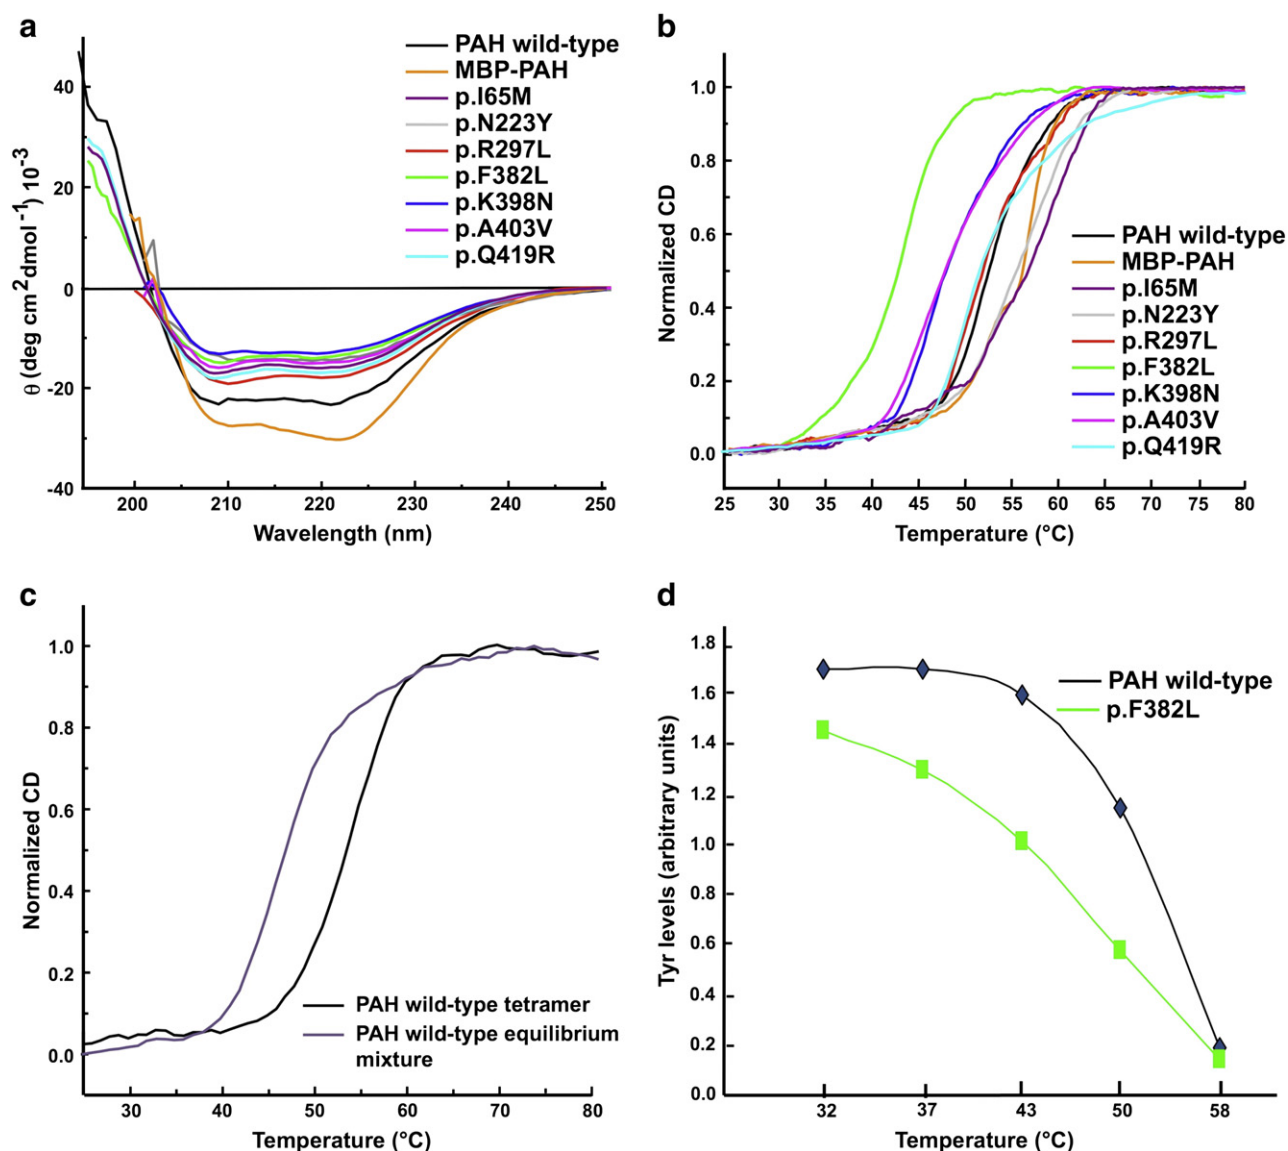 a
PAH wild-type
MBP-PAH
p.I65M
p.N223Y
p.R297L
p.F382L
p.K398N
p.A403V
p.Q419R
40
20
0
-20
-40
θ (deg cm2 dmol -1) 10-3
200
210
220
230
240
250
Wavelength (nm)
b
1.0
0.8
0.6
0.4
0.2
0.0
Normalized CD
PAH wild-type
MBP-PAH
p.I65M
p.N223Y
p.R297L
p.F382L
p.K398N
p.A403V
p.Q419R
25
30
35
40
45
50
55
60
65
70
75
80
Temperature (°C)
c
1.0
0.8
0.6
0.4
0.2
0.0
Normalized CD
PAH wild-type tetramer
PAH wild-type equilibrium
mixture
30
40
50
60
70
80
Temperature (°C)
d
1.8
1.6
1.4
1.2
1.0
0.8
0.6
0.4
0.2
0.0
Tyr levels (arbitrary units)
PAH wild-type
p.F382L
32
37
43
50
58
Temperature (°C)